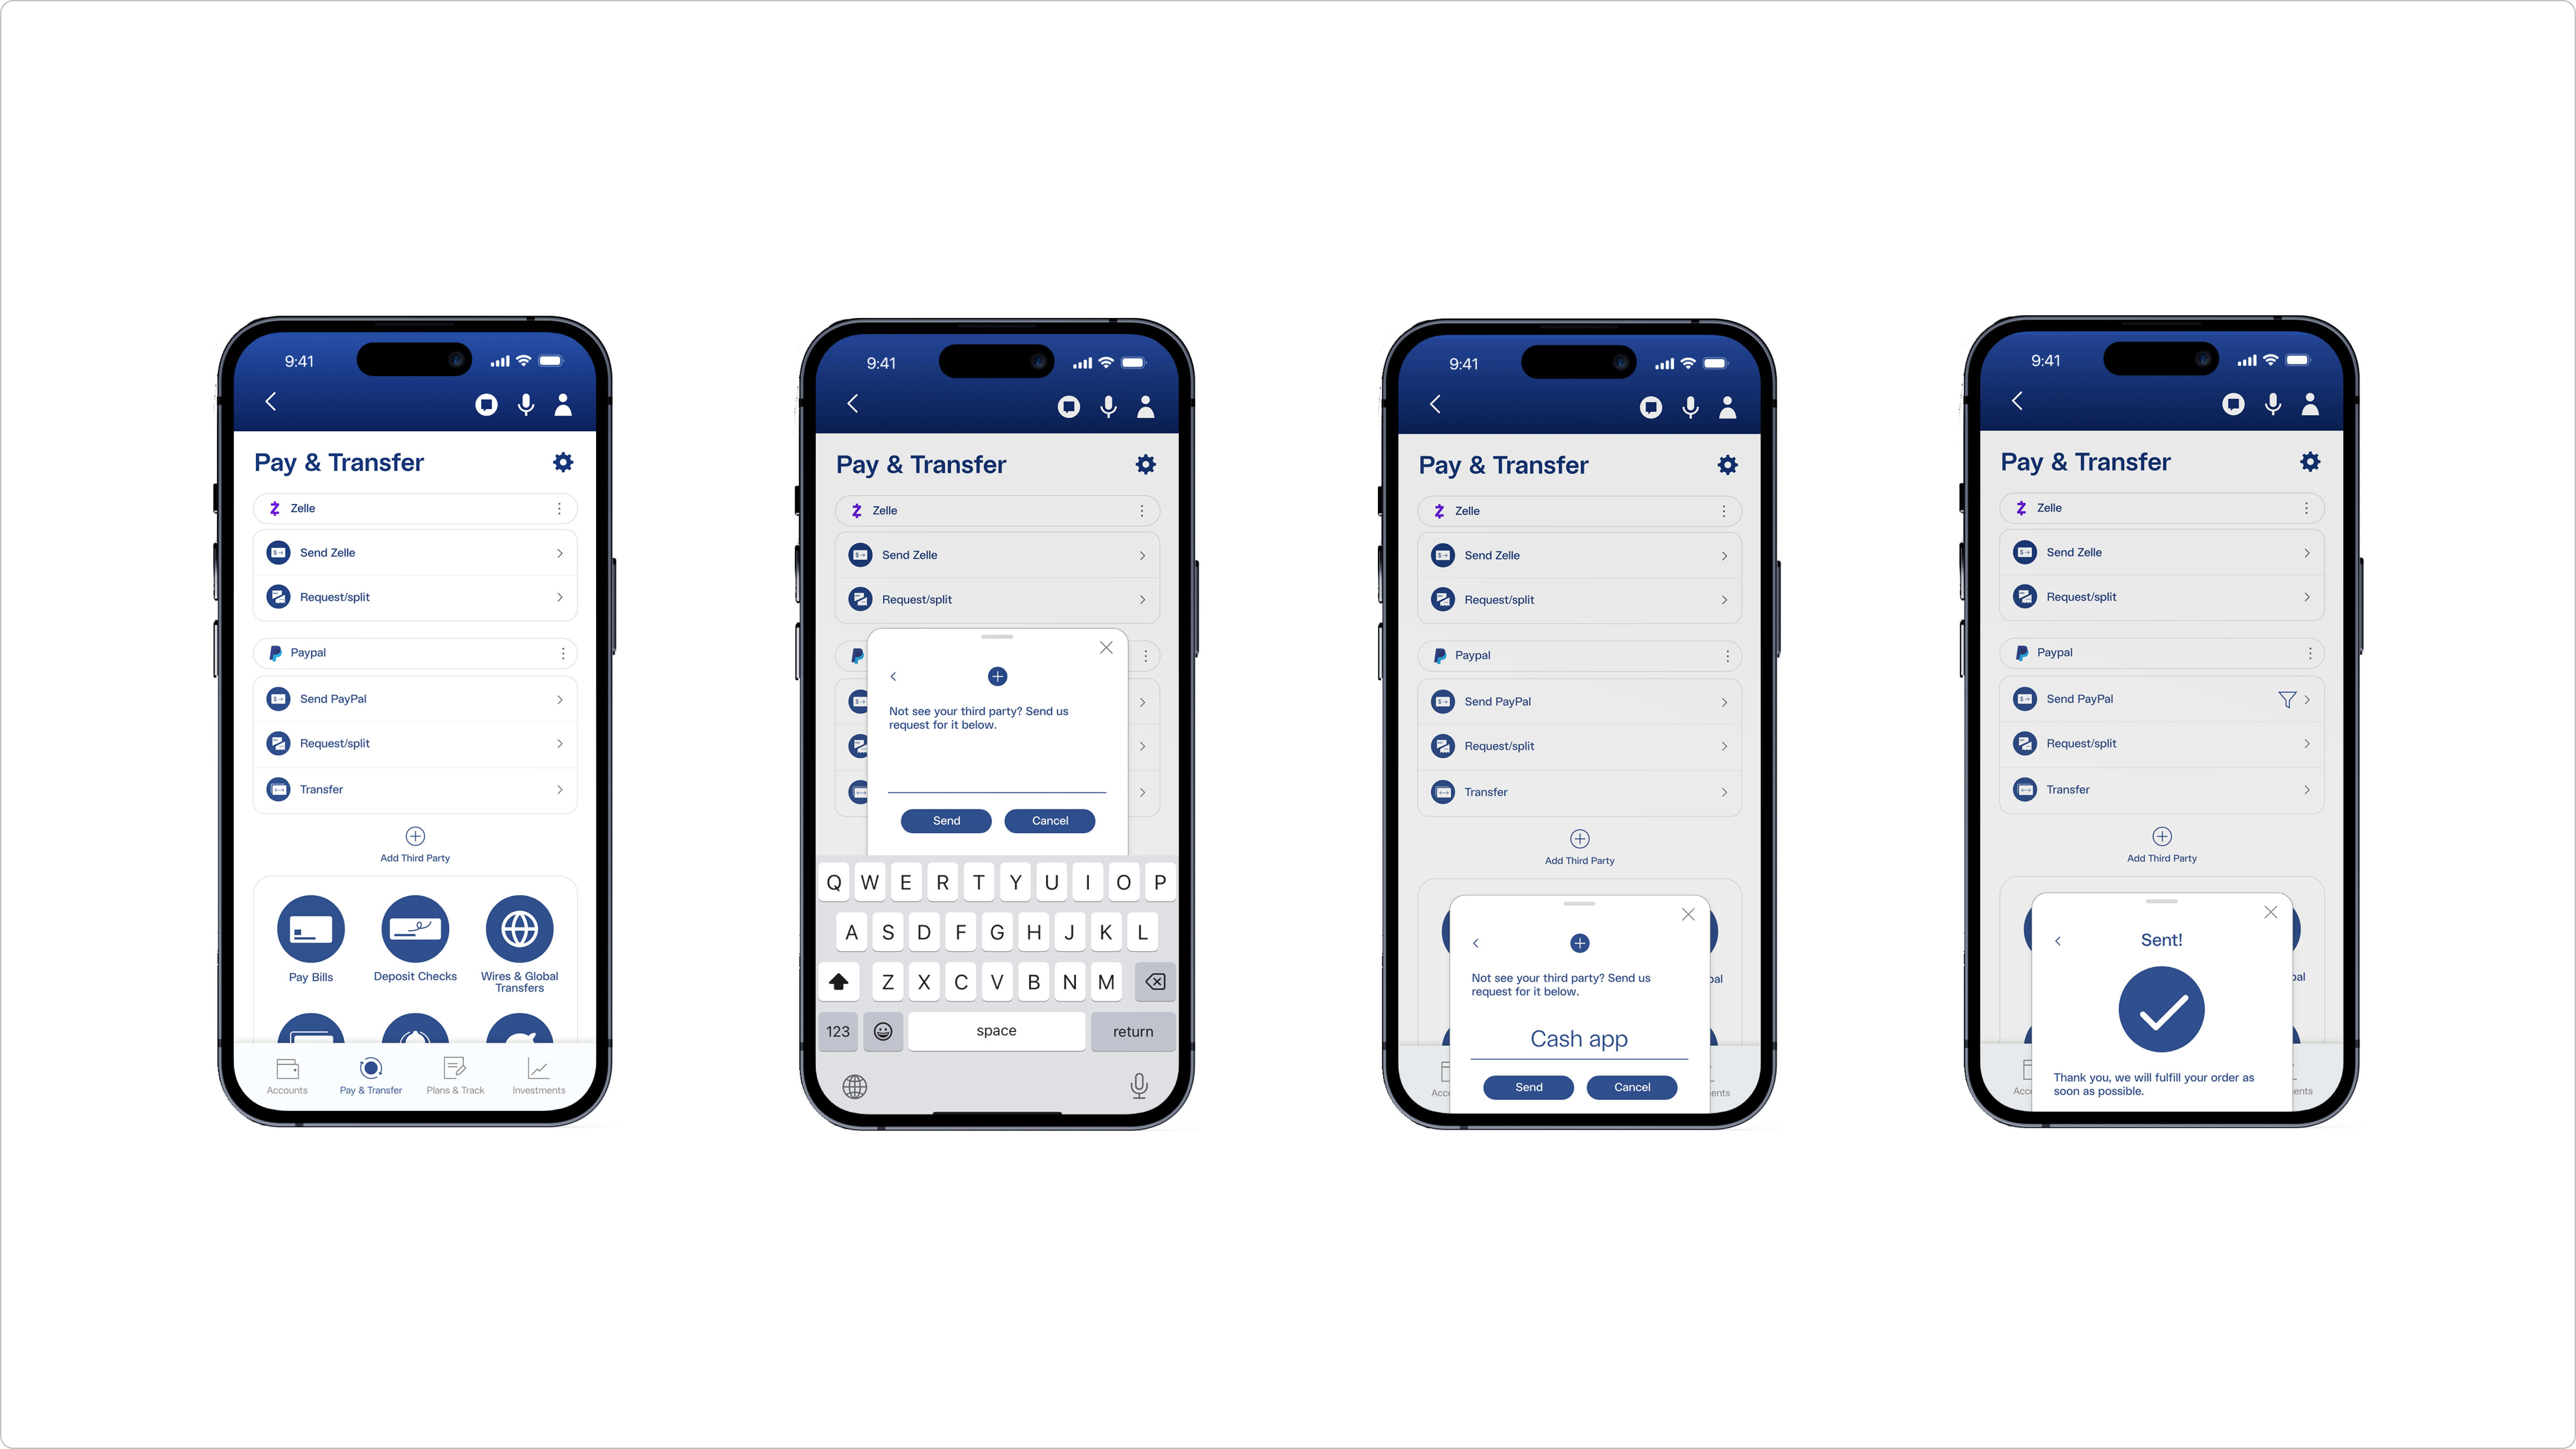 9:41
Pay & Transfer
Zelle
Send Zelle
Request/split
Paypal
Send PayPal
Request/split
Transfer
Add Third Party
Pay Bills
Deposit Checks
Wires & Global
Transfers
Accounts
Pay & Transfer
Plans & Track
Investments
9:41
Pay & Transfer
Zelle
Send Zelle
Request/split
Not see your third party? Send us
request for it below.
Send
Cancel
Q W E R T Y U I O P
A S D F G H J K L
Z X C V B N M
123
space
return
9:41
Pay & Transfer
Zelle
Send Zelle
Request/split
Paypal
Send PayPal
Request/split
Transfer
Add Third Party
Not see your third party? Send us
request for it below.
bal
Cash app
Send
Cancel
Acc
ents
9:41
Pay & Transfer
Zelle
Send Zelle
Request/split
Paypal
Send PayPal
Request/split
Transfer
Add Third Party
Sent!
bal
Thank you, we will fulfill your order as
soon as possible.
Acc
ents